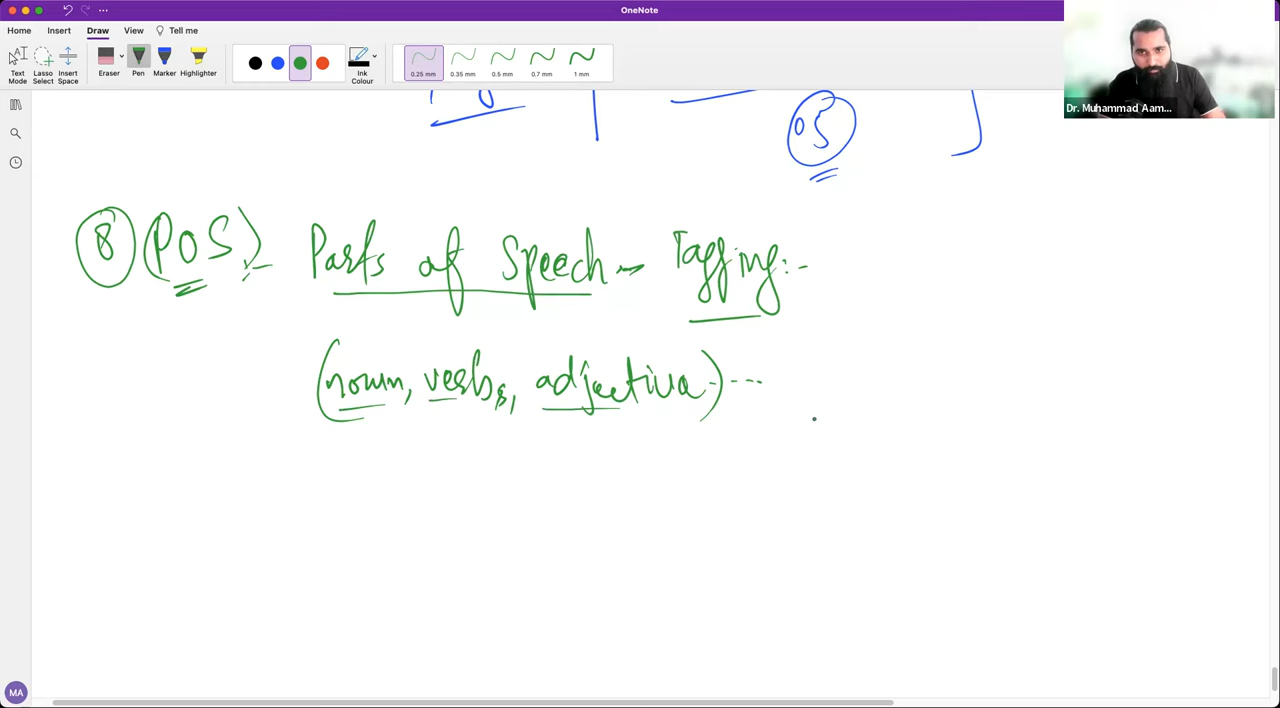 OneNote
Home Insert Draw View Tell me
Text Mode
Lasso Select
Insert Space
Eraser
Pen
Marker
Highlighter
Ink Colour
0.25 mm
0.35 mm
0.5 mm
0.7 mm
1 mm
Dr. Muhammad Aam...
8 (POS):- Parts of Speech - Tagging:-
(noun, verbs, adjective) ...
MA